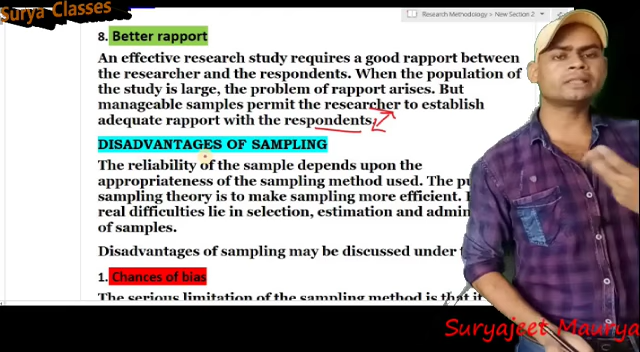 Surya Classes
Research Methodology > New Section 2
8. Better rapport
An effective research study requires a good rapport between
the researcher and the respondents. When the population of
the study is large, the problem of rapport arises. But
manageable samples permit the researcher to establish
adequate rapport with the respondents.
DISADVANTAGES OF SAMPLING
The reliability of the sample depends upon the
appropriateness of the sampling method used. The
sampling theory is to make sampling more efficient.
real difficulties lie in selection, estimation and
of samples.
Disadvantages of sampling may be discussed under
1. Chances of bias
The serious limitation of the sampling method is that it
Suryajeet Maurya